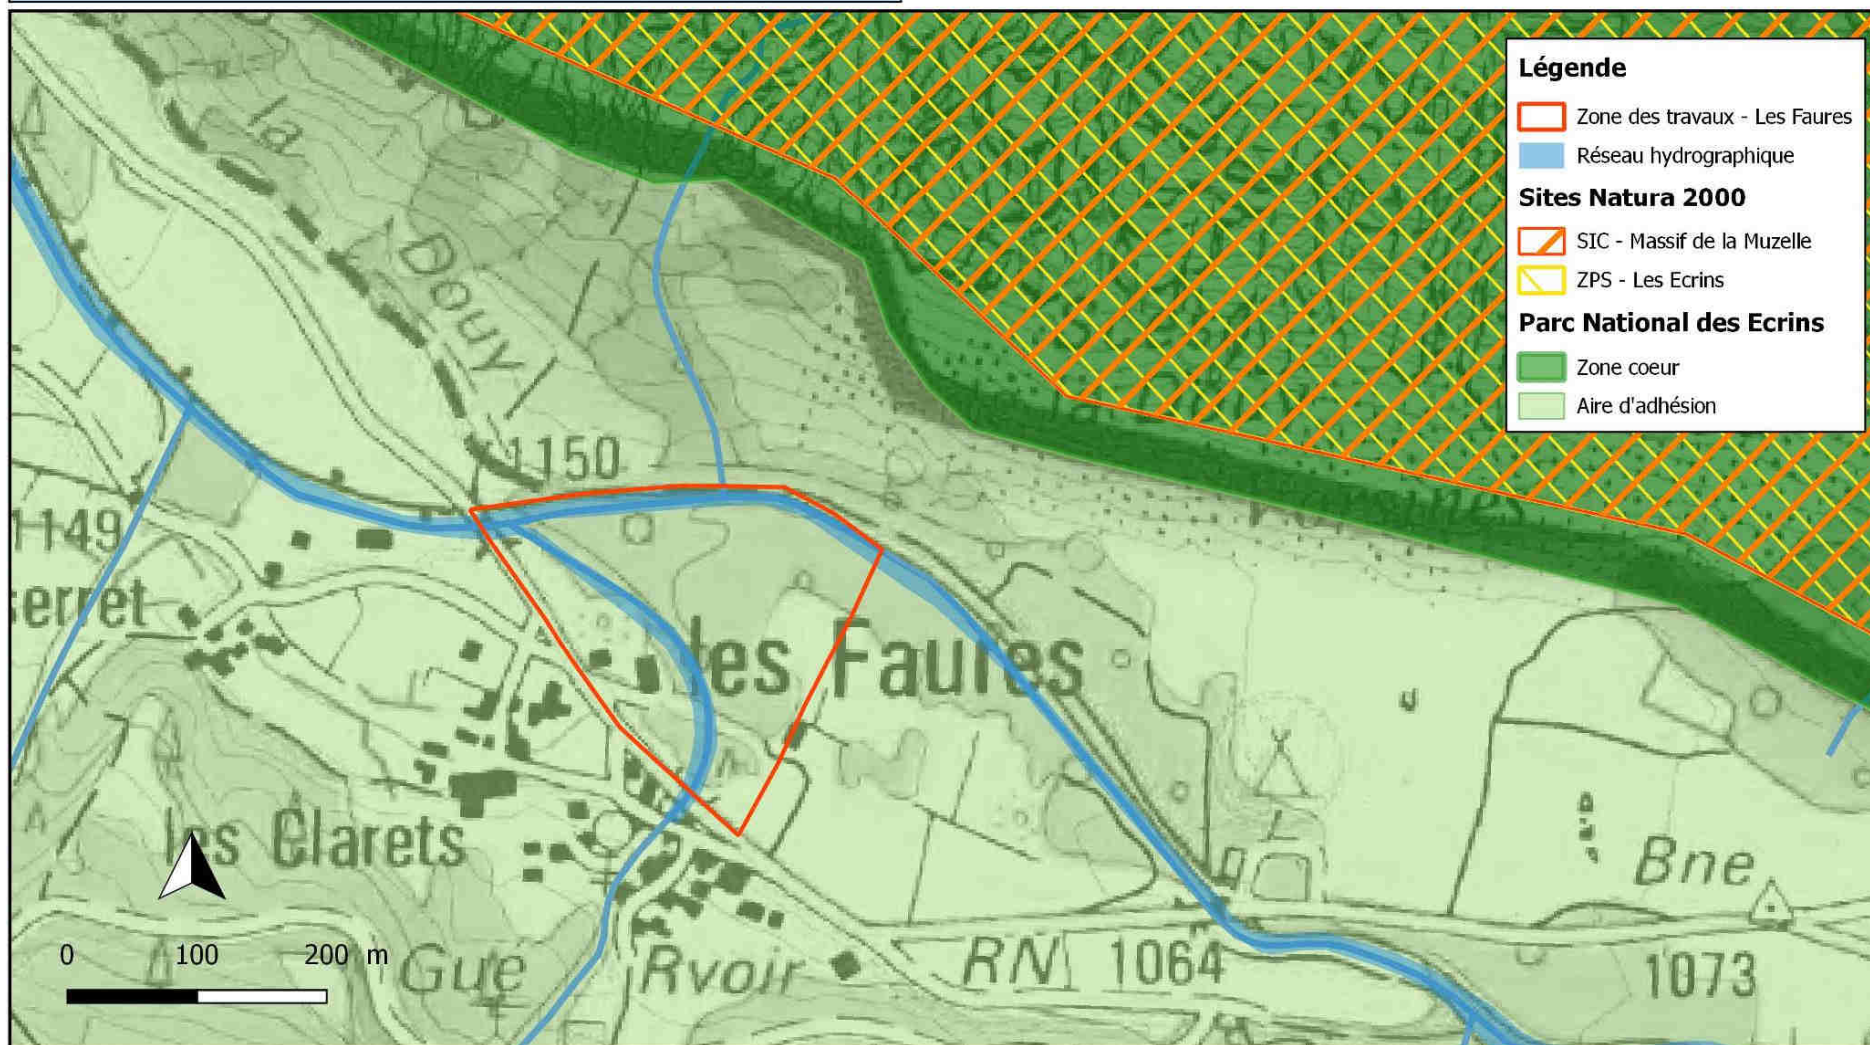 Légende
Zone des travaux - Les Faures
Réseau hydrographique
Sites Natura 2000
SIC - Massif de la Muzelle
ZPS - Les Ecrins
Parc National des Ecrins
Zone coeur
Aire d'adhésion
la
Douy
1150
1149
serret
les Faures
les Clarets
Gué
Rvoir
RN 1064
Bne
1073
0 100 200 m